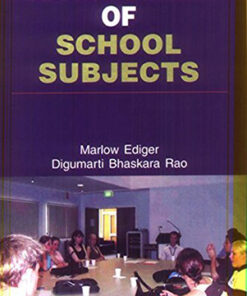 OF
SCHOOL
SUBJECTS
Marlow Ediger
Digumarti Bhaskara Rao